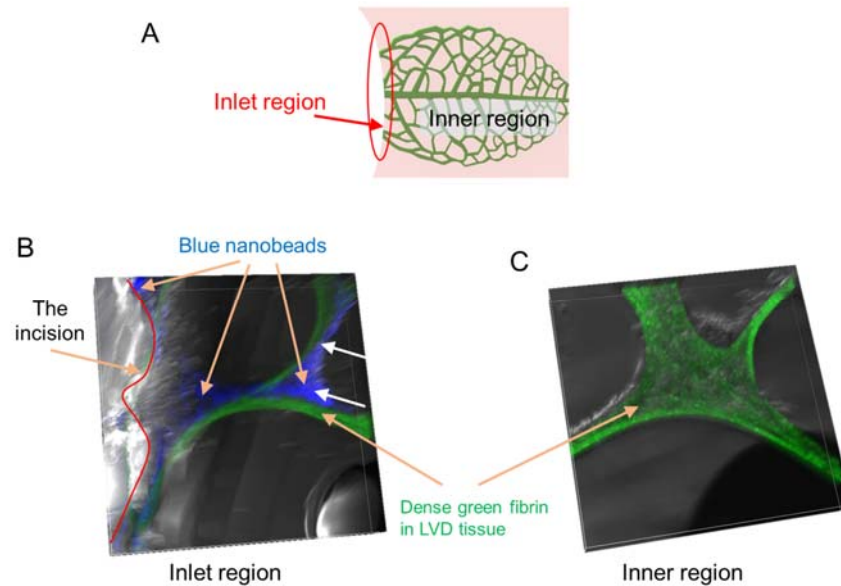 A
Inlet region
Inner region
B
Blue nanobeads
C
The
incision
Dense green fibrin
in LVD tissue
Inlet region
Inner region